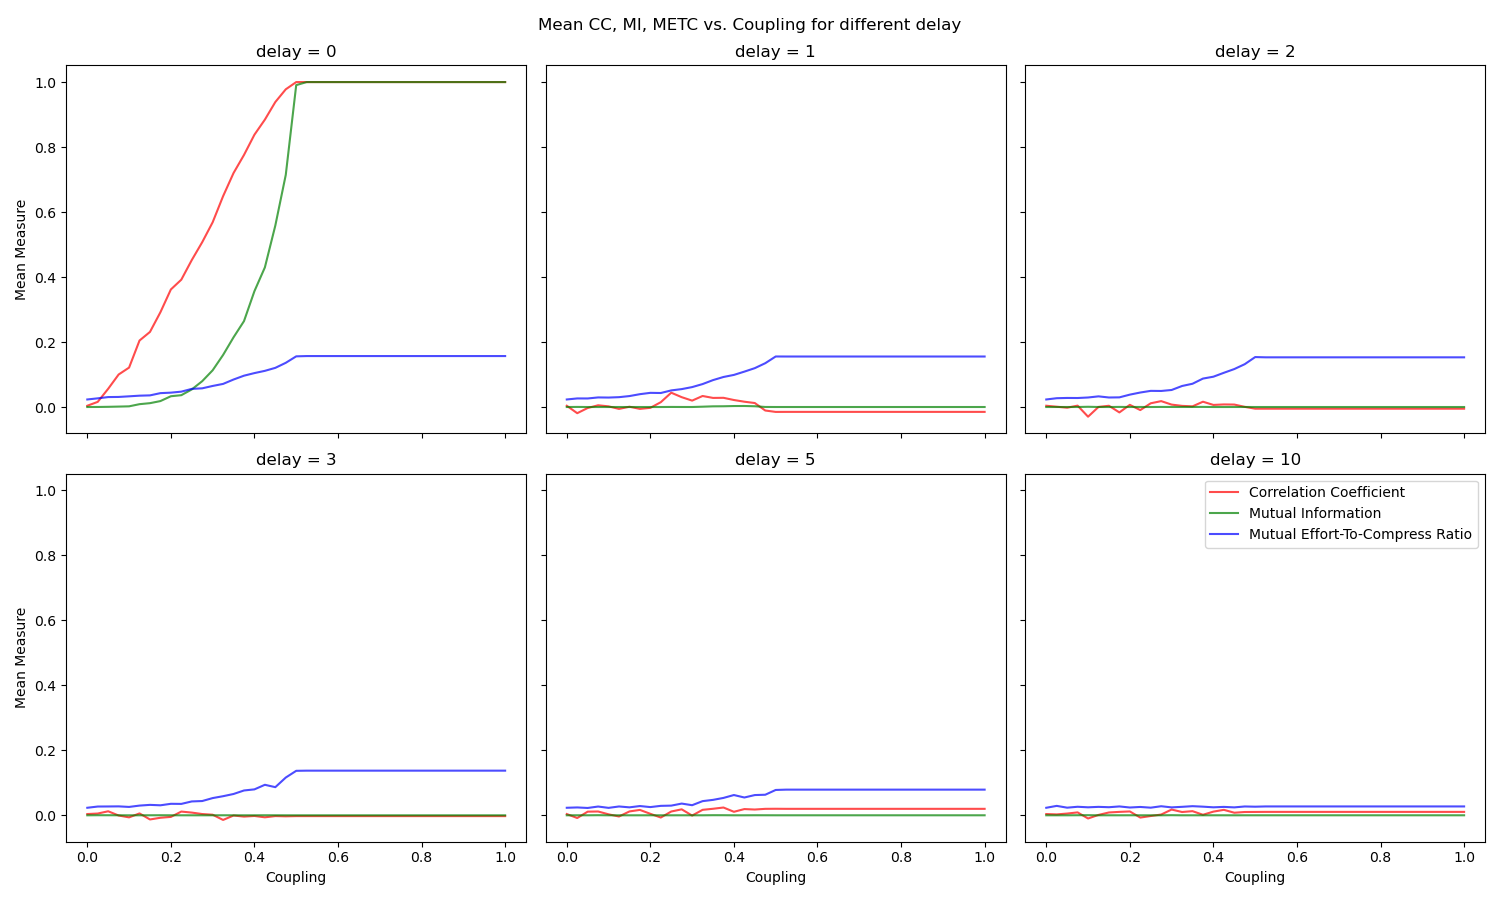 Mean CC, MI, METC vs. Coupling for different delay
delay = 0
delay = 1
delay = 2
1.0
0.8
0.6
0.4
0.2
0.0
Mean Measure
delay = 3
delay = 5
delay = 10
1.0
0.8
0.6
0.4
0.2
0.0
Mean Measure
Correlation Coefficient
Mutual Information
Mutual Effort-To-Compress Ratio
0.0 0.2 0.4 0.6 0.8 1.0
0.0 0.2 0.4 0.6 0.8 1.0
0.0 0.2 0.4 0.6 0.8 1.0
Coupling
Coupling
Coupling